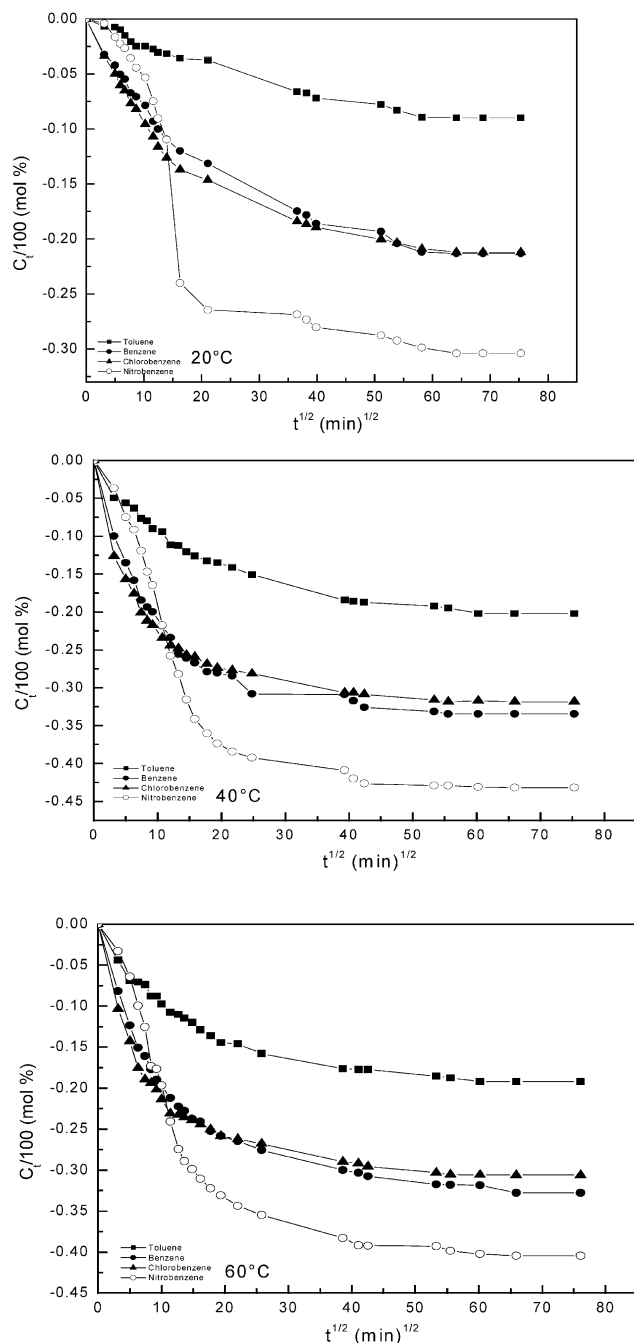 0.00
-0.05
-0.10
-0.15
-0.20
-0.25
-0.30
C_t/100 (mol %)
Toluene
Benzene
Chlorobenzene
Nitrobenzene
20°C
0 10 20 30 40 50 60 70 80
t^1/2 (min)^1/2
0.00
-0.05
-0.10
-0.15
-0.20
-0.25
-0.30
-0.35
-0.40
-0.45
C_t/100 (mol %)
Toluene
Benzene
Chlorobenzene
Nitrobenzene
40°C
0 10 20 30 40 50 60 70 80
t^1/2 (min)^1/2
0.00
-0.05
-0.10
-0.15
-0.20
-0.25
-0.30
-0.35
-0.40
-0.45
C_t/100 (mol %)
Toluene
Benzene
Chlorobenzene
Nitrobenzene
60°C
0 10 20 30 40 50 60 70 80
t^1/2 (min)^1/2